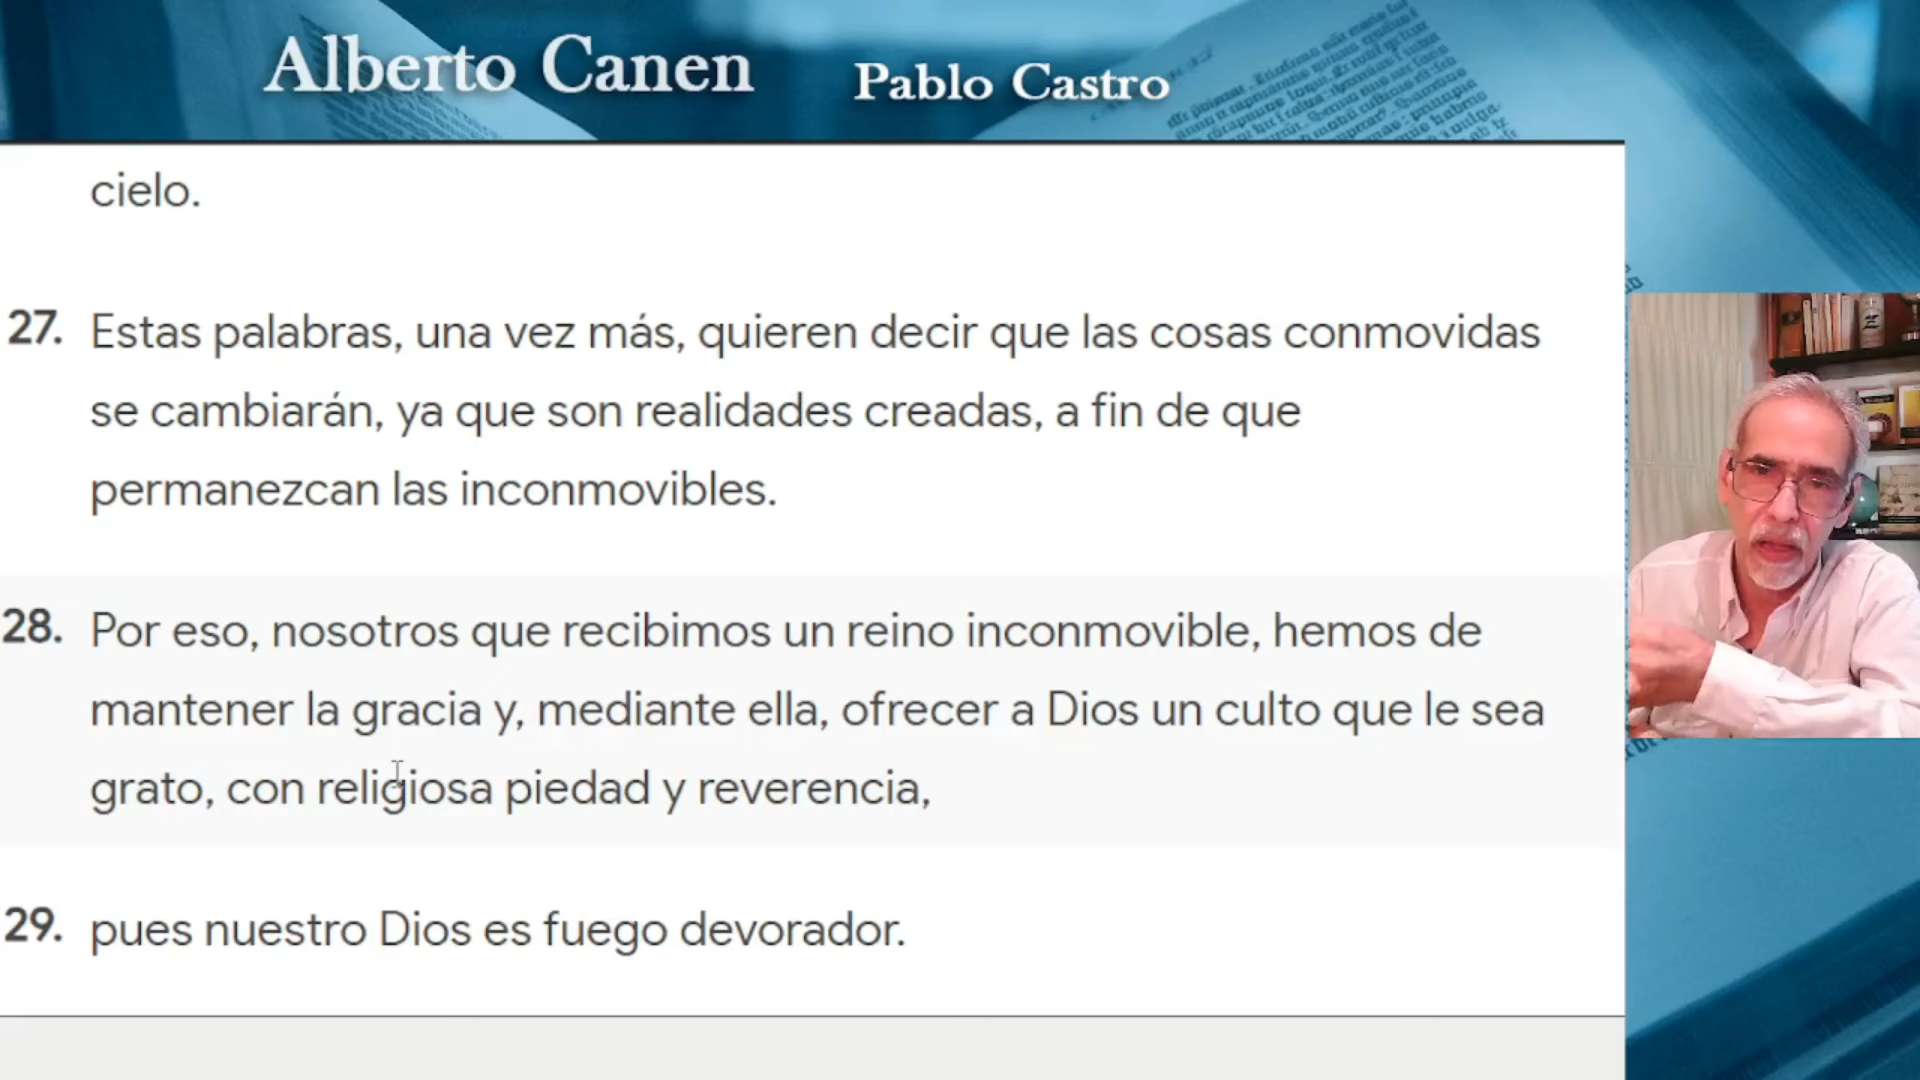 Alberto Canen
Pablo Castro
cielo.
27. Estas palabras, una vez más, quieren decir que las cosas conmovidas
se cambiarán, ya que son realidades creadas, a fin de que
permanezcan las inconmovibles.
28. Por eso, nosotros que recibimos un reino inconmovible, hemos de
mantener la gracia y, mediante ella, ofrecer a Dios un culto que le sea
grato, con religiosa piedad y reverencia,
29. pues nuestro Dios es fuego devorador.